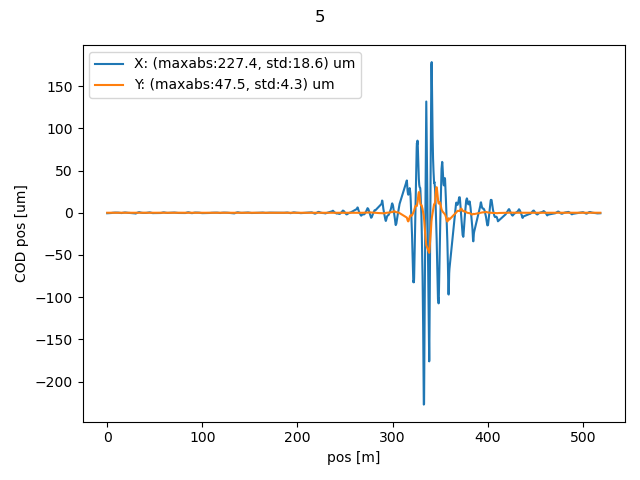 5
X: (maxabs:227.4, std:18.6) um
Y: (maxabs:47.5, std:4.3) um
COD pos [um]
150
100
50
0
−50
−100
−150
−200
0 100 200 300 400 500
pos [m]